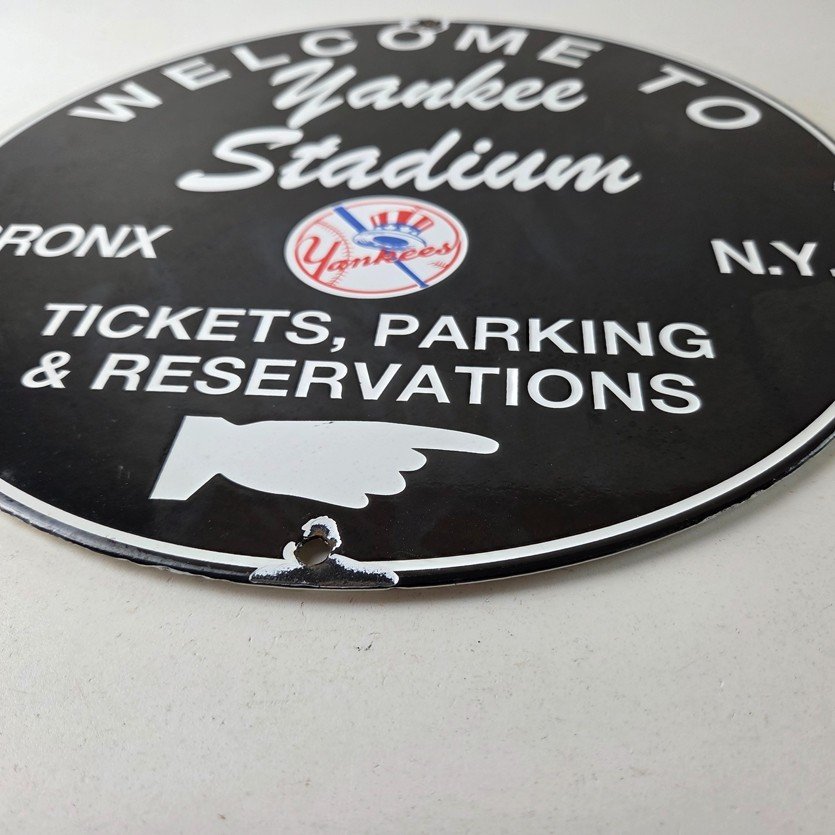 WELCOME TO
Yankee
Stadium
Yankees
RONX
N.Y.
TICKETS, PARKING
& RESERVATIONS